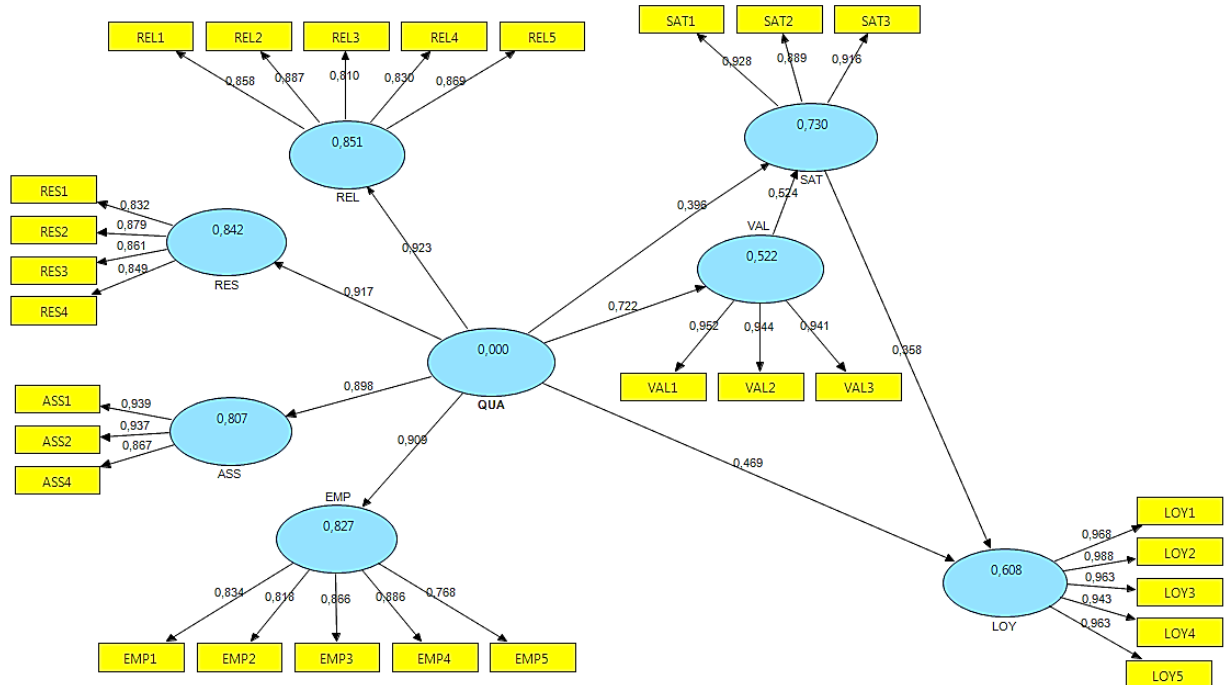 REL1 REL2 REL3 REL4 REL5
0,858 0,887 0,810 0,830 0,869
0,851
REL
SAT1 SAT2 SAT3
0,928 0,889 0,916
0,730
SAT
RES1
RES2
RES3
RES4
0,832
0,879
0,861
0,849
0,842
RES
0,923
0,917
0,396
0,524
VAL
0,522
0,722
0,952 0,944 0,941
VAL1 VAL2 VAL3
0,358
0,000
QUA
0,898
0,909
0,469
ASS1
ASS2
ASS4
0,939
0,937
0,867
0,807
ASS
EMP
0,827
0,834 0,818 0,866 0,886 0,768
EMP1 EMP2 EMP3 EMP4 EMP5
0,608
LOY
0,968
0,988
0,963
0,943
0,963
LOY1
LOY2
LOY3
LOY4
LOY5